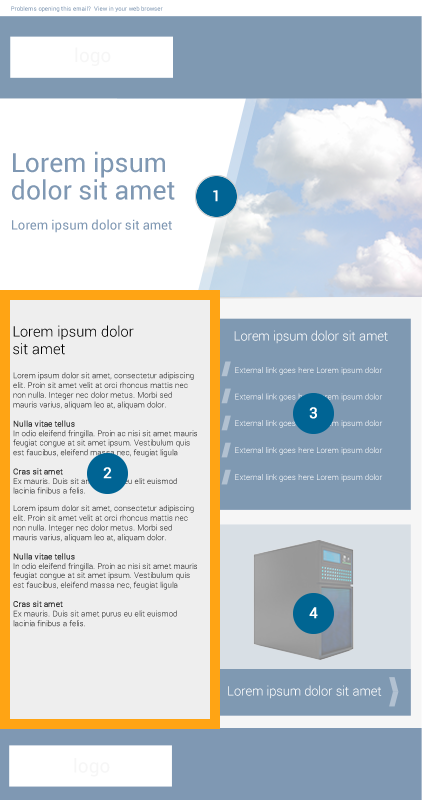 Problems opening this email? View in your web browser
logo
Lorem ipsum
dolor sit amet
Lorem ipsum dolor sit amet
1
Lorem ipsum dolor
sit amet
Lorem ipsum dolor sit amet, consectetur adipiscing
elit. Proin sit amet velit at orci rhoncus mattis nec
non nulla. Integer nec dolor metus. Morbi sed
mauris varius, aliquam leo at, aliquam dolor.
Nulla vitae tellus
In odio eleifend fringilla. Proin ac nisi sit amet mauris
feugiat congue at sit amet ipsum. Vestibulum quis
est faucibus, eleifend massa nec, feugiat ligula
Cras sit amet
Ex mauris. Duis sit eu elit euismod
lacinia finibus a felis.
2
Lorem ipsum dolor sit amet, consectetur adipiscing
elit. Proin sit amet velit at orci rhoncus mattis nec
non nulla. Integer nec dolor metus. Morbi sed
mauris varius, aliquam leo at, aliquam dolor.
Nulla vitae tellus
In odio eleifend fringilla. Proin ac nisi sit amet mauris
feugiat congue at sit amet ipsum. Vestibulum quis
est faucibus, eleifend massa nec, feugiat ligula
Cras sit amet
Ex mauris. Duis sit amet purus eu elit euismod
lacinia finibus a felis.
Lorem ipsum dolor sit amet
External link goes here Lorem ipsum dolor
External link goes here Lorem ipsum dolor
External link goes here Lorem ipsum dolor
External link goes here Lorem ipsum dolor
External link goes here Lorem ipsum dolor
3
4
Lorem ipsum dolor sit amet
logo